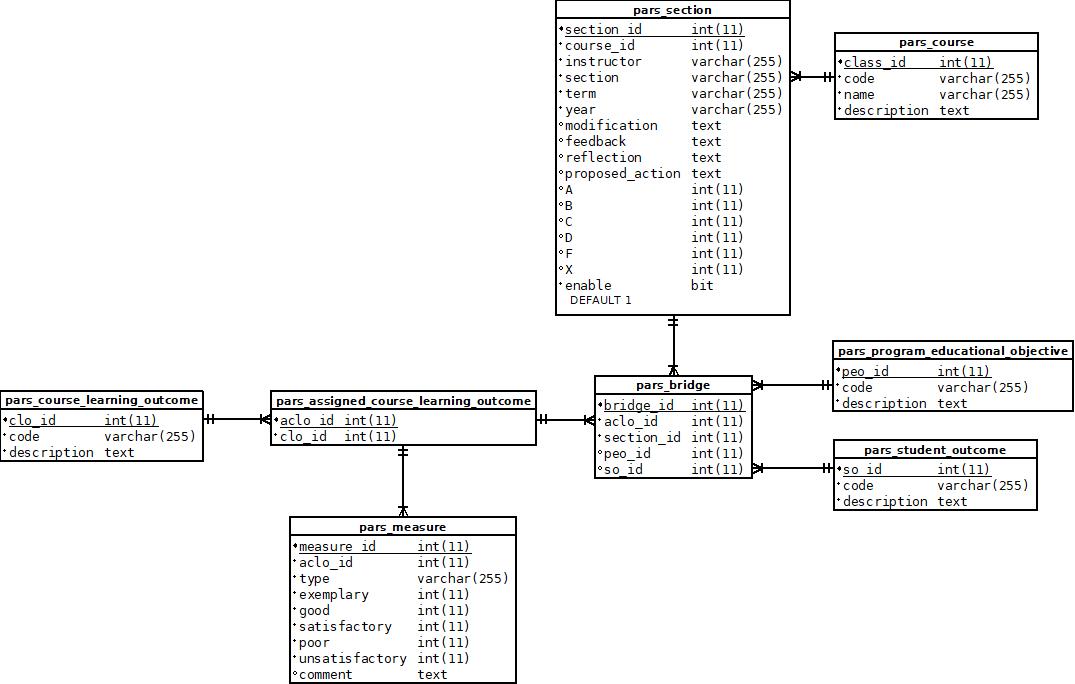 pars_section
section_id int(11)
course_id int(11)
instructor varchar(255)
section varchar(255)
term varchar(255)
year varchar(255)
modification text
feedback text
reflection text
proposed_action text
A int(11)
B int(11)
C int(11)
D int(11)
F int(11)
X int(11)
enable bit
DEFAULT 1
pars_course
class_id int(11)
code varchar(255)
name varchar(255)
description text
pars_program_educational_objective
peo_id int(11)
code varchar(255)
description text
pars_bridge
bridge_id int(11)
aclo_id int(11)
section_id int(11)
peo_id int(11)
so_id int(11)
pars_course_learning_outcome
clo_id int(11)
code varchar(255)
description text
pars_assigned_course_learning_outcome
aclo_id int(11)
clo_id int(11)
pars_student_outcome
so_id int(11)
code varchar(255)
description text
pars_measure
measure_id int(11)
aclo_id int(11)
type varchar(255)
exemplary int(11)
good int(11)
satisfactory int(11)
poor int(11)
unsatisfactory int(11)
comment text